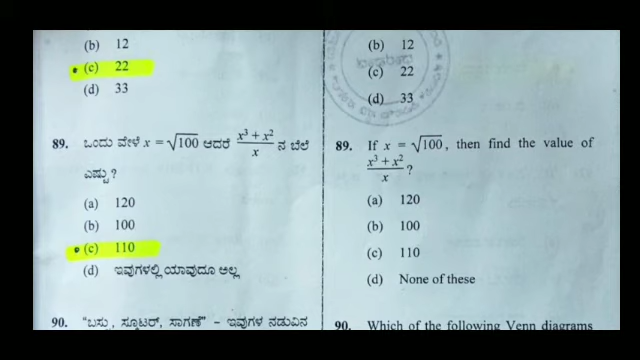 (b) 12
(c) 22
(d) 33
89. ಒಂದು ವೇಳೆ x = √100 ಆದರೆ x³ + x² / x ನ ಬೆಲೆ
ಎಷ್ಟು ?
(a) 120
(b) 100
(c) 110
(d) ಇವುಗಳಲ್ಲಿ ಯಾವುದೂ ಅಲ್ಲ
90. "ಬಸ್ಸು, ಸ್ಕೂಟರ್, ಸಾಗಣೆ" – ಇವುಗಳ ನಡುವಿನ
(b) 12
(c) 22
(d) 33
89. If x = √100, then find the value of
x³ + x² / x ?
(a) 120
(b) 100
(c) 110
(d) None of these
90. Which of the following Venn diagrams